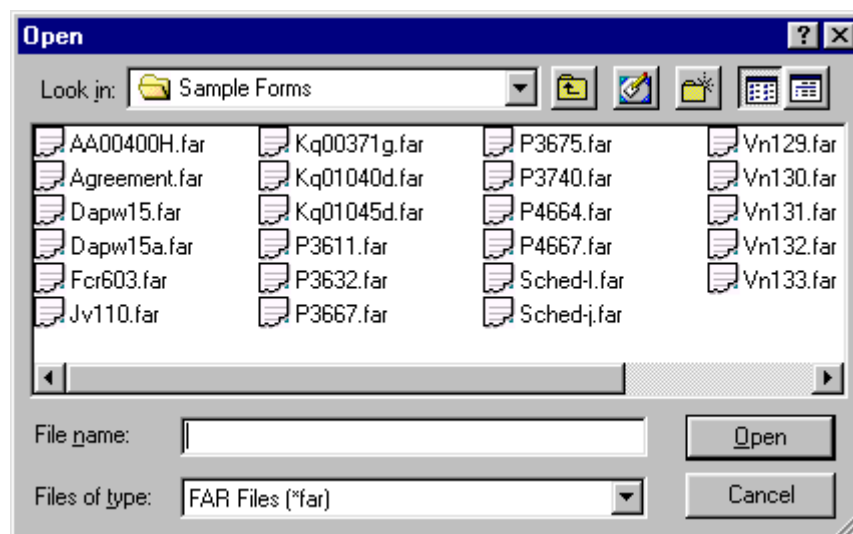 Open
Look in: Sample Forms
AA00400H.far Kq00371g.far P3675.far Vn129.far
Agreement.far Kq01040d.far P3740.far Vn130.far
Dapw15.far Kq01045d.far P4664.far Vn131.far
Dapw15a.far P3611.far P4667.far Vn132.far
Fcr603.far P3632.far Sched-I.far Vn133.far
Jv110.far P3667.far Sched-j.far
File name: Open
Files of type: FAR Files (*far) Cancel